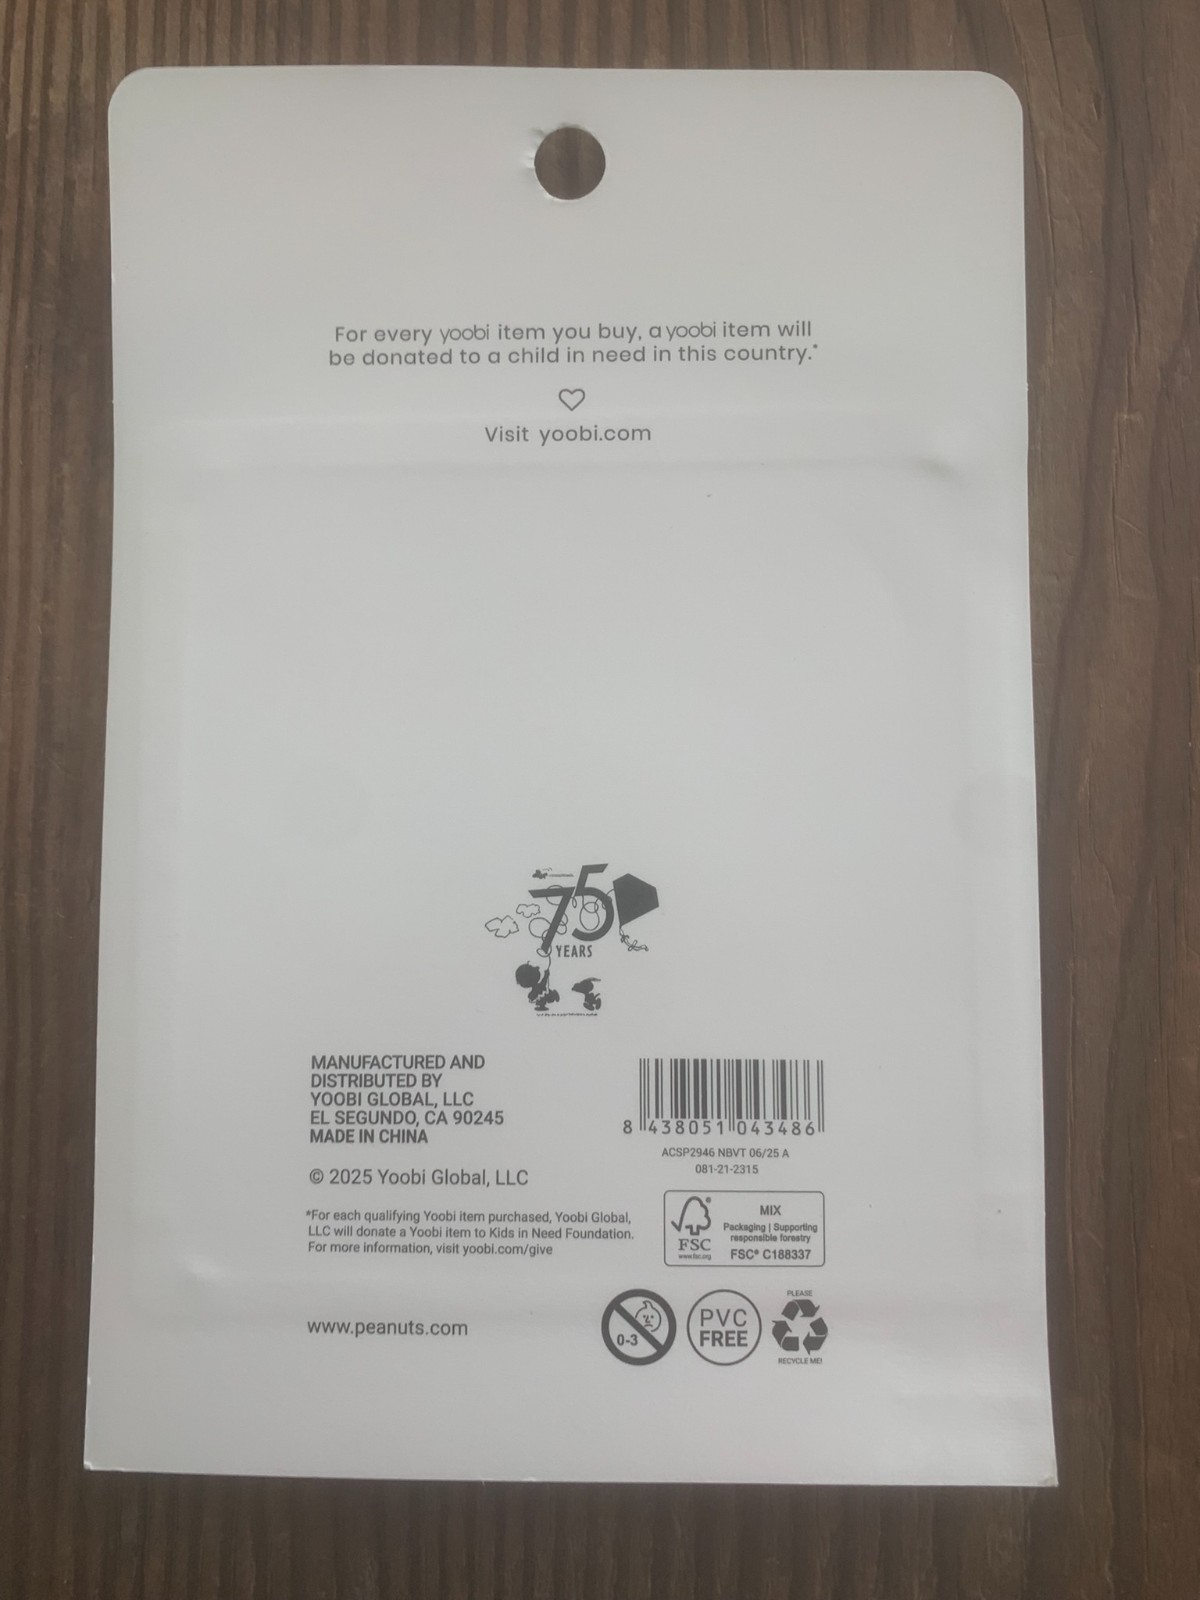 For every yoobi item you buy, a yoobi item will
be donated to a child in need in this country.*
Visit yoobi.com
75
YEARS
MANUFACTURED AND
DISTRIBUTED BY
YOOBI GLOBAL, LLC
EL SEGUNDO, CA 90245
MADE IN CHINA
© 2025 Yoobi Global, LLC
*For each qualifying Yoobi item purchased, Yoobi Global,
LLC will donate a Yoobi item to Kids in Need Foundation.
For more information, visit yoobi.com/give
www.peanuts.com
8 438051 043486
ACSP2946 NBVT 06/25 A
081-21-2315
FSC
www.fsc.org
MIX
Packaging | Supporting
responsible forestry
FSC® C188337
0-3
PVC
FREE
PLEASE
RECYCLE ME!